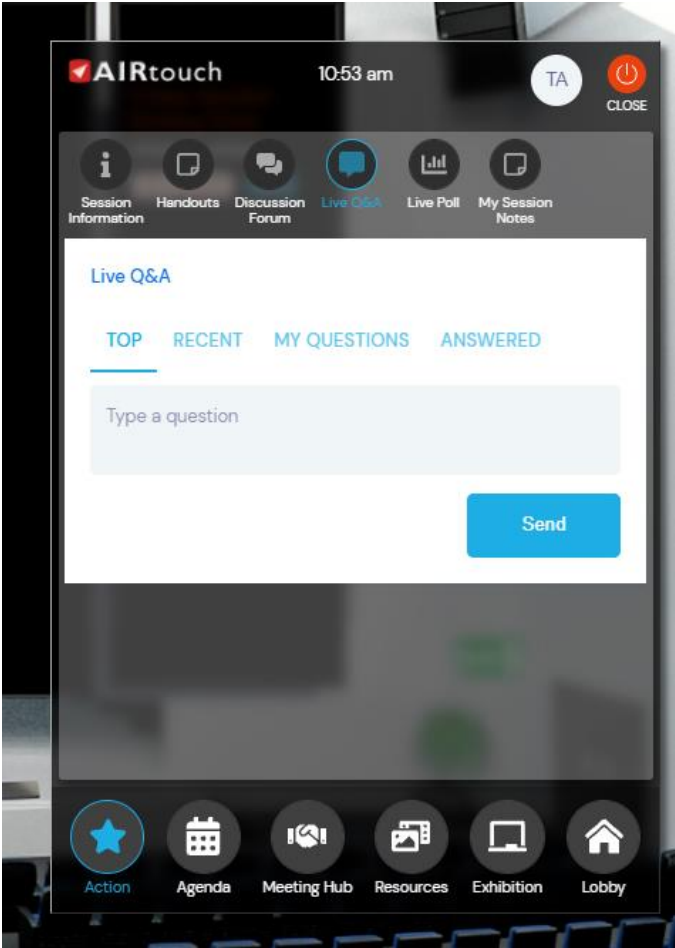 AIRtouch
10:53 am
TA
CLOSE
Session Information
Handouts
Discussion Forum
Live Q&A
Live Poll
My Session Notes
Live Q&A
TOP RECENT MY QUESTIONS ANSWERED
Type a question
Send
Action Agenda Meeting Hub Resources Exhibition Lobby